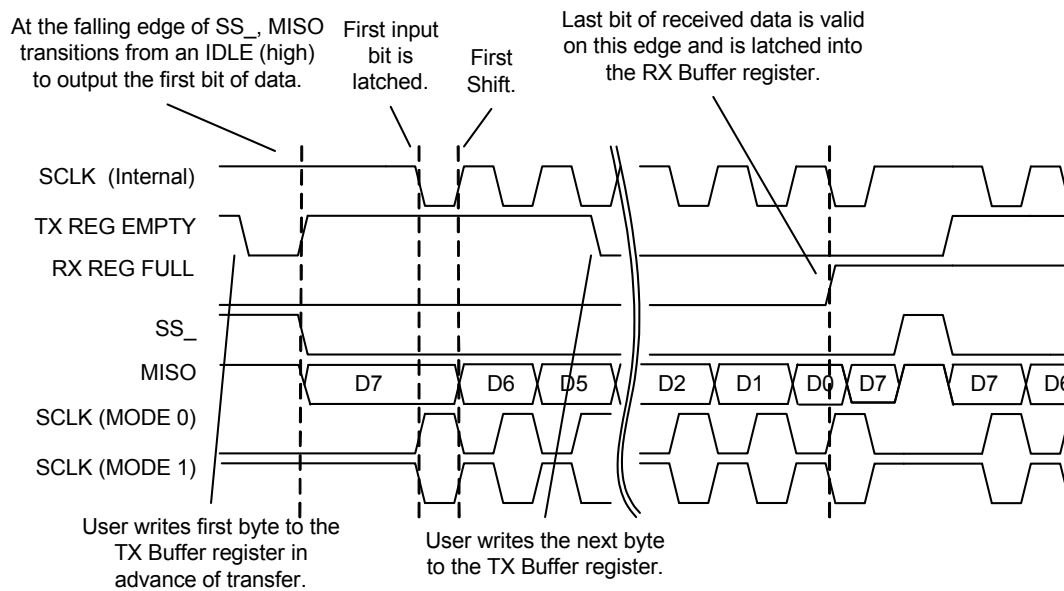 At the falling edge of SS_, MISO
transitions from an IDLE (high)
to output the first bit of data.
First input
bit is
latched.
First
Shift.
Last bit of received data is valid
on this edge and is latched into
the RX Buffer register.
SCLK (Internal)
TX REG EMPTY
RX REG FULL
SS_
MISO
D7 D6 D5 D2 D1 D0 D7 D7 D6
SCLK (MODE 0)
SCLK (MODE 1)
User writes first byte to the
TX Buffer register in
advance of transfer.
User writes the next byte
to the TX Buffer register.